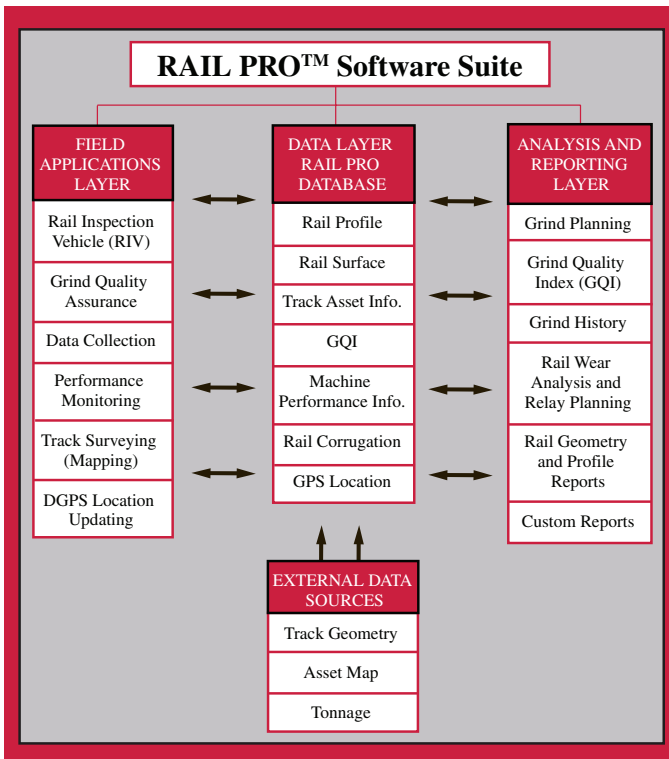 RAIL PRO™ Software Suite
FIELD
APPLICATIONS
LAYER
Rail Inspection
Vehicle (RIV)
Grind Quality
Assurance
Data Collection
Performance
Monitoring
Track Surveying
(Mapping)
DGPS Location
Updating
DATA LAYER
RAIL PRO
DATABASE
Rail Profile
Rail Surface
Track Asset Info.
GQI
Machine
Performance Info.
Rail Corrugation
GPS Location
ANALYSIS AND
REPORTING
LAYER
Grind Planning
Grind Quality
Index (GQI)
Grind History
Rail Wear
Analysis and
Relay Planning
Rail Geometry
and Profile
Reports
Custom Reports
EXTERNAL DATA
SOURCES
Track Geometry
Asset Map
Tonnage